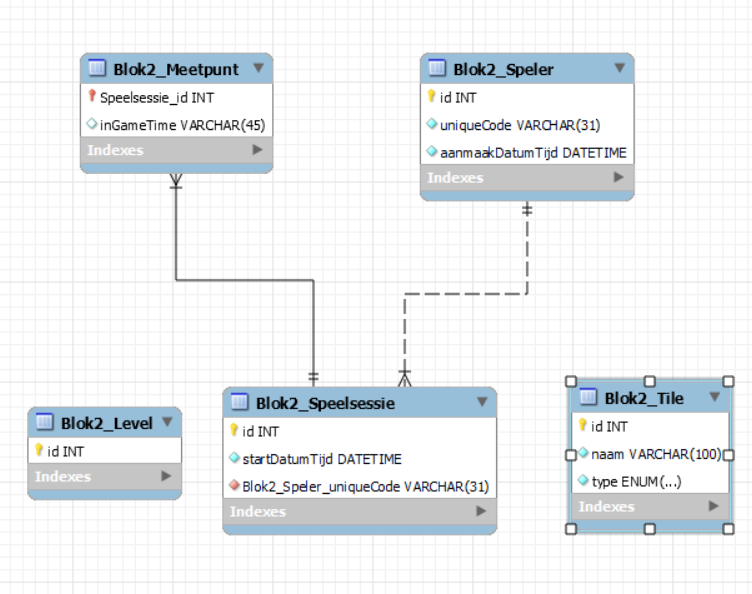 Blok2_Meetpunt
Speelsessie_id INT
inGameTime VARCHAR(45)
Indexes
Blok2_Speler
id INT
uniqueCode VARCHAR(31)
aanmaakDatumTijd DATETIME
Indexes
Blok2_Level
id INT
Indexes
Blok2_Speelsessie
id INT
startDatumTijd DATETIME
Blok2_Speler_uniqueCode VARCHAR(31)
Indexes
Blok2_Tile
id INT
naam VARCHAR(100)
type ENUM(...)
Indexes